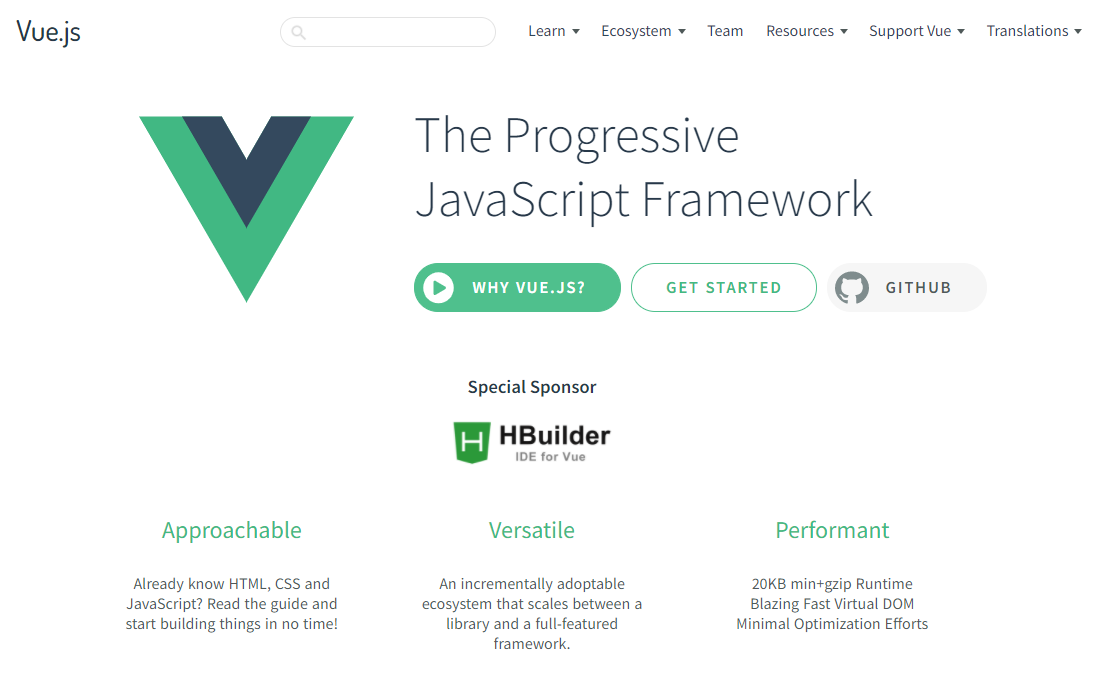 Vue.js
Learn
Ecosystem
Team
Resources
Support Vue
Translations
The Progressive
JavaScript Framework
WHY VUE.JS?
GET STARTED
GITHUB
Special Sponsor
H HBuilder
IDE for Vue
Approachable
Already know HTML, CSS and
JavaScript? Read the guide and
start building things in no time!
Versatile
An incrementally adoptable
ecosystem that scales between a
library and a full-featured
framework.
Performant
20KB min+gzip Runtime
Blazing Fast Virtual DOM
Minimal Optimization Efforts